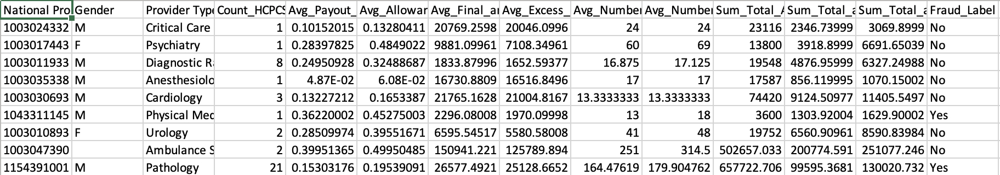 National Pro Gender Provider Type Count_HCPCS Avg_Payout_ Avg_Allowar Avg_Final_a Avg_Excess_ Avg_Number Avg_Number Sum_Total_A Sum_Total_a Sum_Total_a Fraud_Label
1003024332 M Critical Care 1 0.10152015 0.13280411 20769.2598 20046.0996 24 24 23116 2346.73999 3069.8999 No
1003017443 F Psychiatry 1 0.28397825 0.4849022 9881.09961 7108.34961 60 69 13800 3918.8999 6691.65039 No
1003011933 M Diagnostic Ra 8 0.24950928 0.32488687 1833.87996 1652.59377 16.875 17.125 19548 4876.95999 6327.24988 No
1003035338 M Anesthesiolo 1 4.87E-02 6.08E-02 16730.8809 16516.8496 17 17 17587 856.119995 1070.15002 No
1003030693 M Cardiology 3 0.13227212 0.1653387 21765.1628 21004.8167 13.3333333 13.3333333 74420 9124.50977 11405.5497 No
1043311145 M Physical Med 1 0.36220002 0.45275003 2296.08008 1970.09998 13 18 3600 1303.92004 1629.90002 Yes
1003010893 F Urology 2 0.28509974 0.39551671 6595.54517 5580.58008 41 48 19752 6560.90961 8590.83984 No
1003047390 Ambulance S 2 0.39951365 0.49950485 150941.221 125789.894 251 314.5 502657.033 200774.591 251077.246 No
1154391001 M Pathology 21 0.15303176 0.19539091 26577.4921 25128.6652 164.47619 179.904762 657722.706 99595.3681 130020.732 Yes